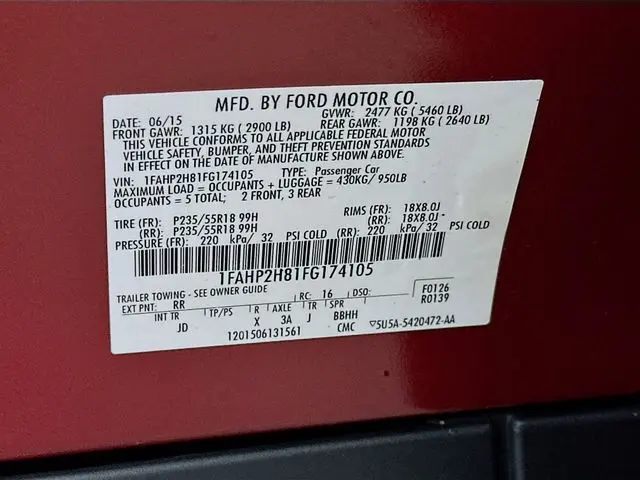 MFD. BY FORD MOTOR CO.
DATE: 06/15 GVWR: 2477 KG ( 5460 LB)
FRONT GAWR: 1315 KG ( 2900 LB) REAR GAWR: 1198 KG ( 2640 LB)
THIS VEHICLE CONFORMS TO ALL APPLICABLE FEDERAL MOTOR
VEHICLE SAFETY, BUMPER, AND THEFT PREVENTION STANDARDS
IN EFFECT ON THE DATE OF MANUFACTURE SHOWN ABOVE.
VIN: 1FAHP2H81FG174105 TYPE: Passenger Car
MAXIMUM LOAD = OCCUPANTS + LUGGAGE = 430KG/ 950LB
OCCUPANTS = 5 TOTAL; 2 FRONT, 3 REAR
TIRE (FR): P235/55R18 99H RIMS (FR): 18X8.0J
(RR): P235/55R18 99H (RR): 18X8.0J
PRESSURE (FR): 220 kPa/ 32 PSI COLD (RR): 220 kPa/ 32 PSI COLD
1FAHP2H81FG174105
TRAILER TOWING - SEE OWNER GUIDE F0126
EXT PNT: RR RC: 16 DSO: R0139
INT TR TP/PS R AXLE TR SPR
JD X 3A J BBHH
1201506131561 CMC 5U5A-5420472-AA